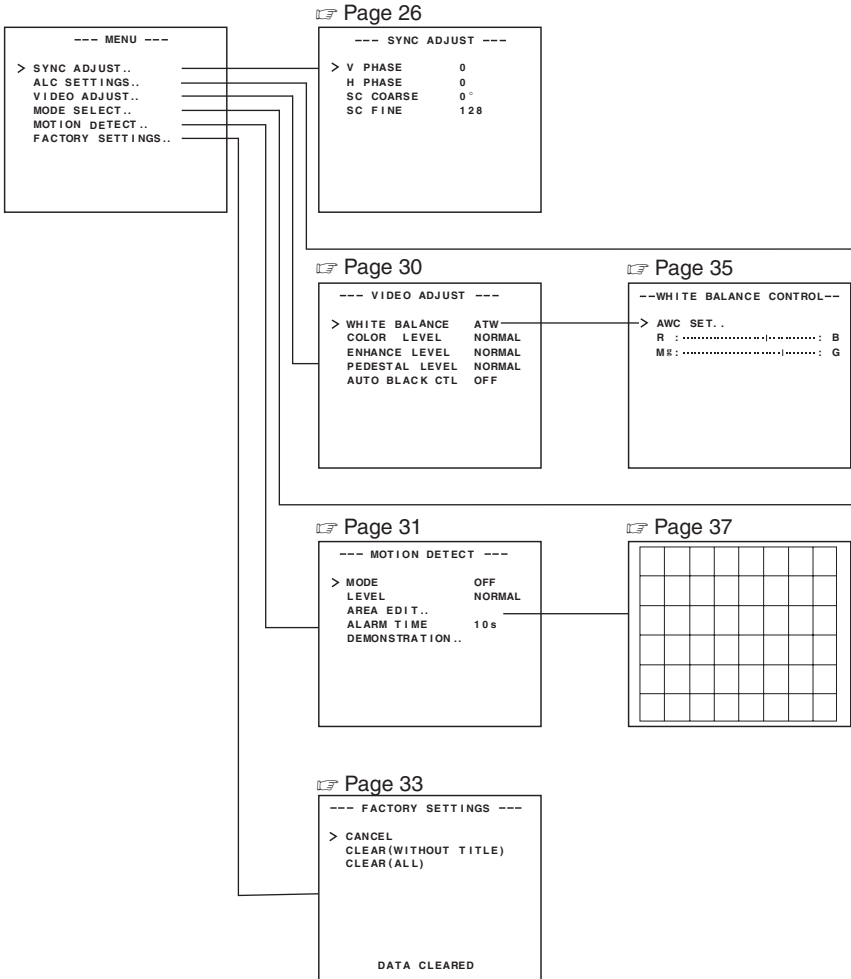 ☞ Page 26
--- MENU ---
> SYNC ADJUST..
ALC SETTINGS..
VIDEO ADJUST..
MODE SELECT..
MOTION DETECT..
FACTORY SETTINGS..
--- SYNC ADJUST ---
> V PHASE 0
H PHASE 0
SC COARSE 0°
SC FINE 128
☞ Page 30
--- VIDEO ADJUST ---
> WHITE BALANCE ATW
COLOR LEVEL NORMAL
ENHANCE LEVEL NORMAL
PEDESTAL LEVEL NORMAL
AUTO BLACK CTL OFF
☞ Page 35
--WHITE BALANCE CONTROL--
> AWC SET..
R :.................|..........: B
Mg:.....................|.......: G
☞ Page 31
--- MOTION DETECT ---
> MODE OFF
LEVEL NORMAL
AREA EDIT..
ALARM TIME 10s
DEMONSTRATION..
☞ Page 37
☞ Page 33
--- FACTORY SETTINGS ---
> CANCEL
CLEAR(WITHOUT TITLE)
CLEAR(ALL)
DATA CLEARED